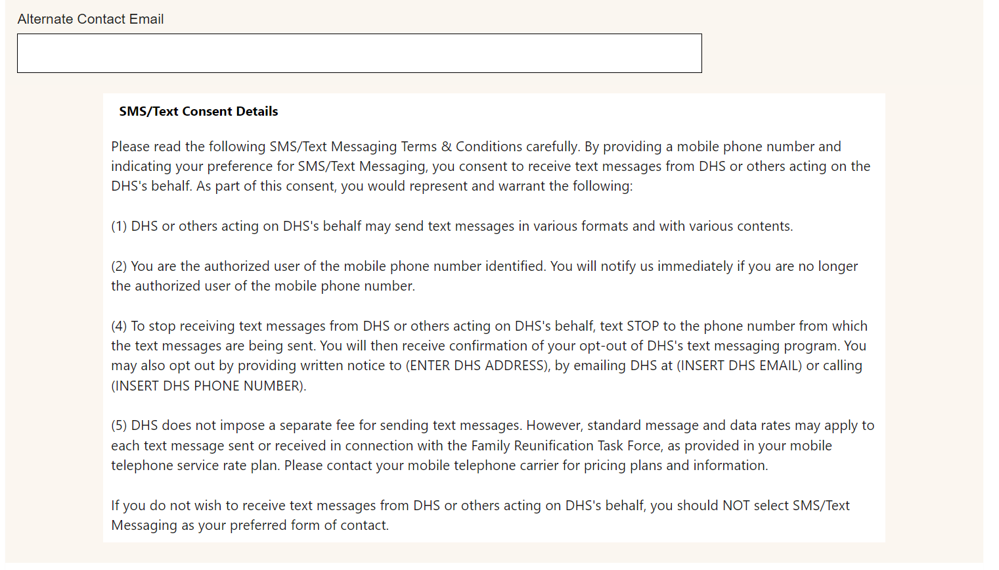 Alternate Contact Email
SMS/Text Consent Details
Please read the following SMS/Text Messaging Terms & Conditions carefully. By providing a mobile phone number and
indicating your preference for SMS/Text Messaging, you consent to receive text messages from DHS or others acting on the
DHS's behalf. As part of this consent, you would represent and warrant the following:
(1) DHS or others acting on DHS's behalf may send text messages in various formats and with various contents.
(2) You are the authorized user of the mobile phone number identified. You will notify us immediately if you are no longer
the authorized user of the mobile phone number.
(4) To stop receiving text messages from DHS or others acting on DHS's behalf, text STOP to the phone number from which
the text messages are being sent. You will then receive confirmation of your opt-out of DHS's text messaging program. You
may also opt out by providing written notice to (ENTER DHS ADDRESS), by emailing DHS at (INSERT DHS EMAIL) or calling
(INSERT DHS PHONE NUMBER).
(5) DHS does not impose a separate fee for sending text messages. However, standard message and data rates may apply to
each text message sent or received in connection with the Family Reunification Task Force, as provided in your mobile
telephone service rate plan. Please contact your mobile telephone carrier for pricing plans and information.
If you do not wish to receive text messages from DHS or others acting on DHS's behalf, you should NOT select SMS/Text
Messaging as your preferred form of contact.